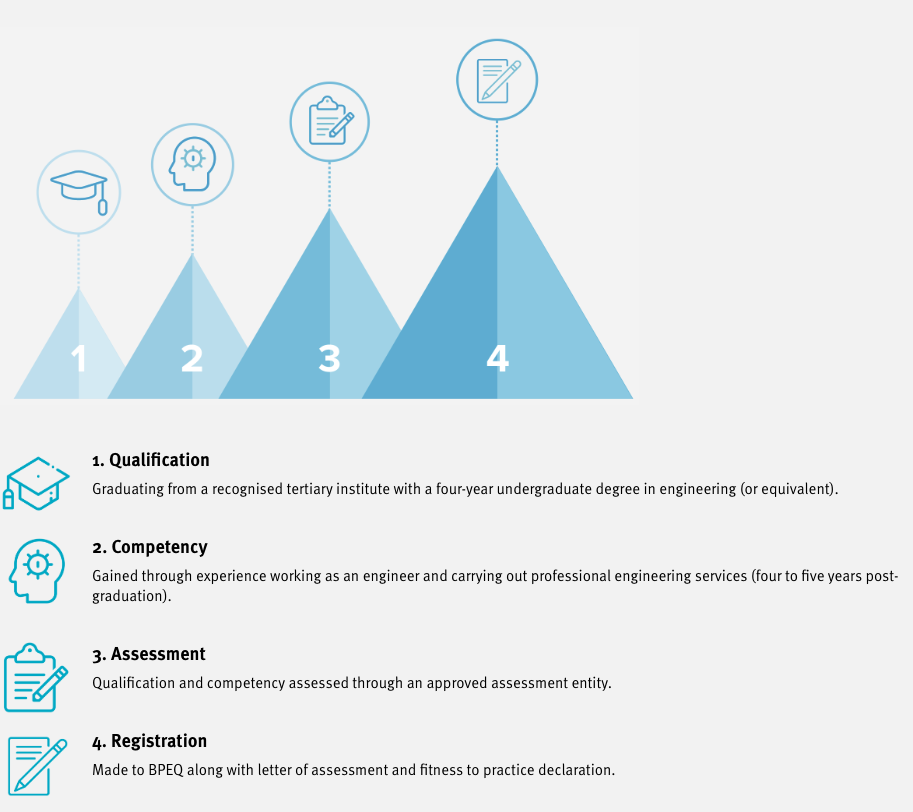 1
2
3
4
1. Qualification
Graduating from a recognised tertiary institute with a four-year undergraduate degree in engineering (or equivalent).
2. Competency
Gained through experience working as an engineer and carrying out professional engineering services (four to five years post-
graduation).
3. Assessment
Qualification and competency assessed through an approved assessment entity.
4. Registration
Made to BPEQ along with letter of assessment and fitness to practice declaration.